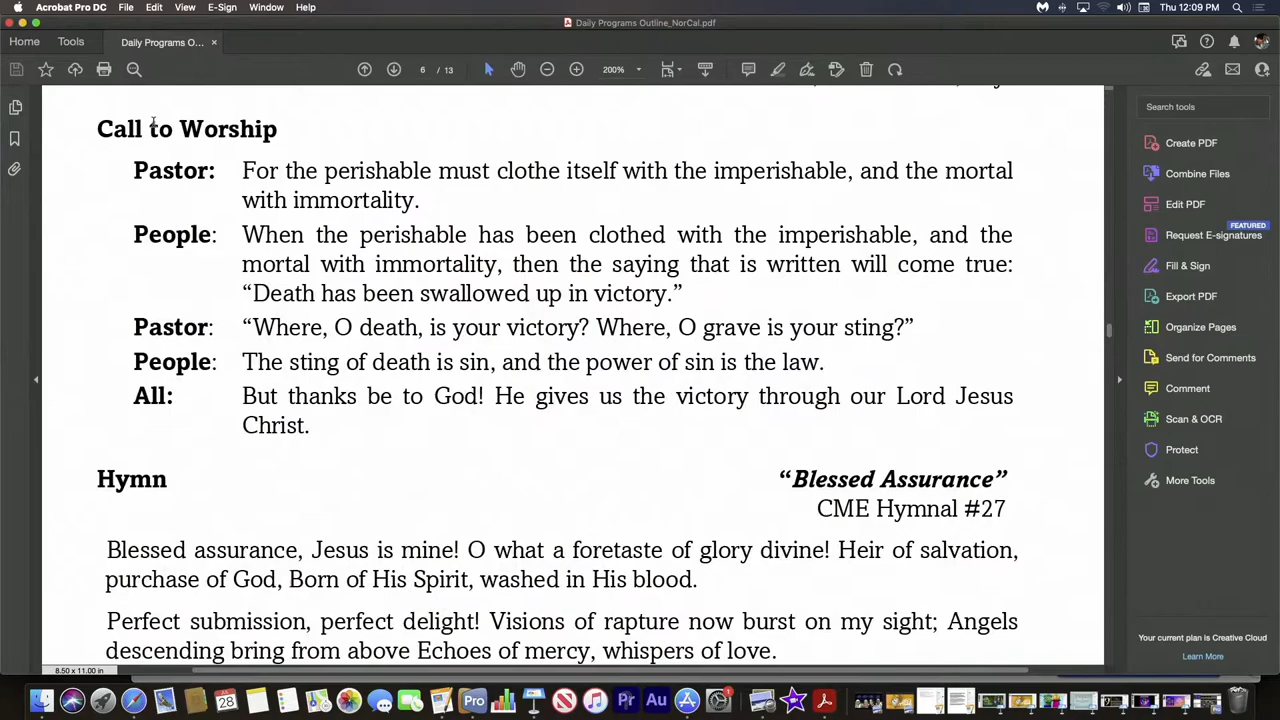 Acrobat Pro DC File Edit View E-Sign Window Help Thu 12:09 PM
Daily Programs Outline_NorCal.pdf
Home Tools Daily Programs O... ×
6 / 13 200%
Call to Worship
Pastor: For the perishable must clothe itself with the imperishable, and the mortal
with immortality.
People: When the perishable has been clothed with the imperishable, and the
mortal with immortality, then the saying that is written will come true:
“Death has been swallowed up in victory.”
Pastor: “Where, O death, is your victory? Where, O grave is your sting?”
People: The sting of death is sin, and the power of sin is the law.
All: But thanks be to God! He gives us the victory through our Lord Jesus
Christ.
Hymn “Blessed Assurance”
CME Hymnal #27
Blessed assurance, Jesus is mine! O what a foretaste of glory divine! Heir of salvation,
purchase of God, Born of His Spirit, washed in His blood.
Perfect submission, perfect delight! Visions of rapture now burst on my sight; Angels
descending bring from above Echoes of mercy, whispers of love.
8.50 x 11.00 in
Search tools
Create PDF
Combine Files
Edit PDF
FEATURED
Request E-signatures
Fill & Sign
Export PDF
Organize Pages
Send for Comments
Comment
Scan & OCR
Protect
More Tools
Your current plan is Creative Cloud
Learn More
28
Pro
Pr
Au
1